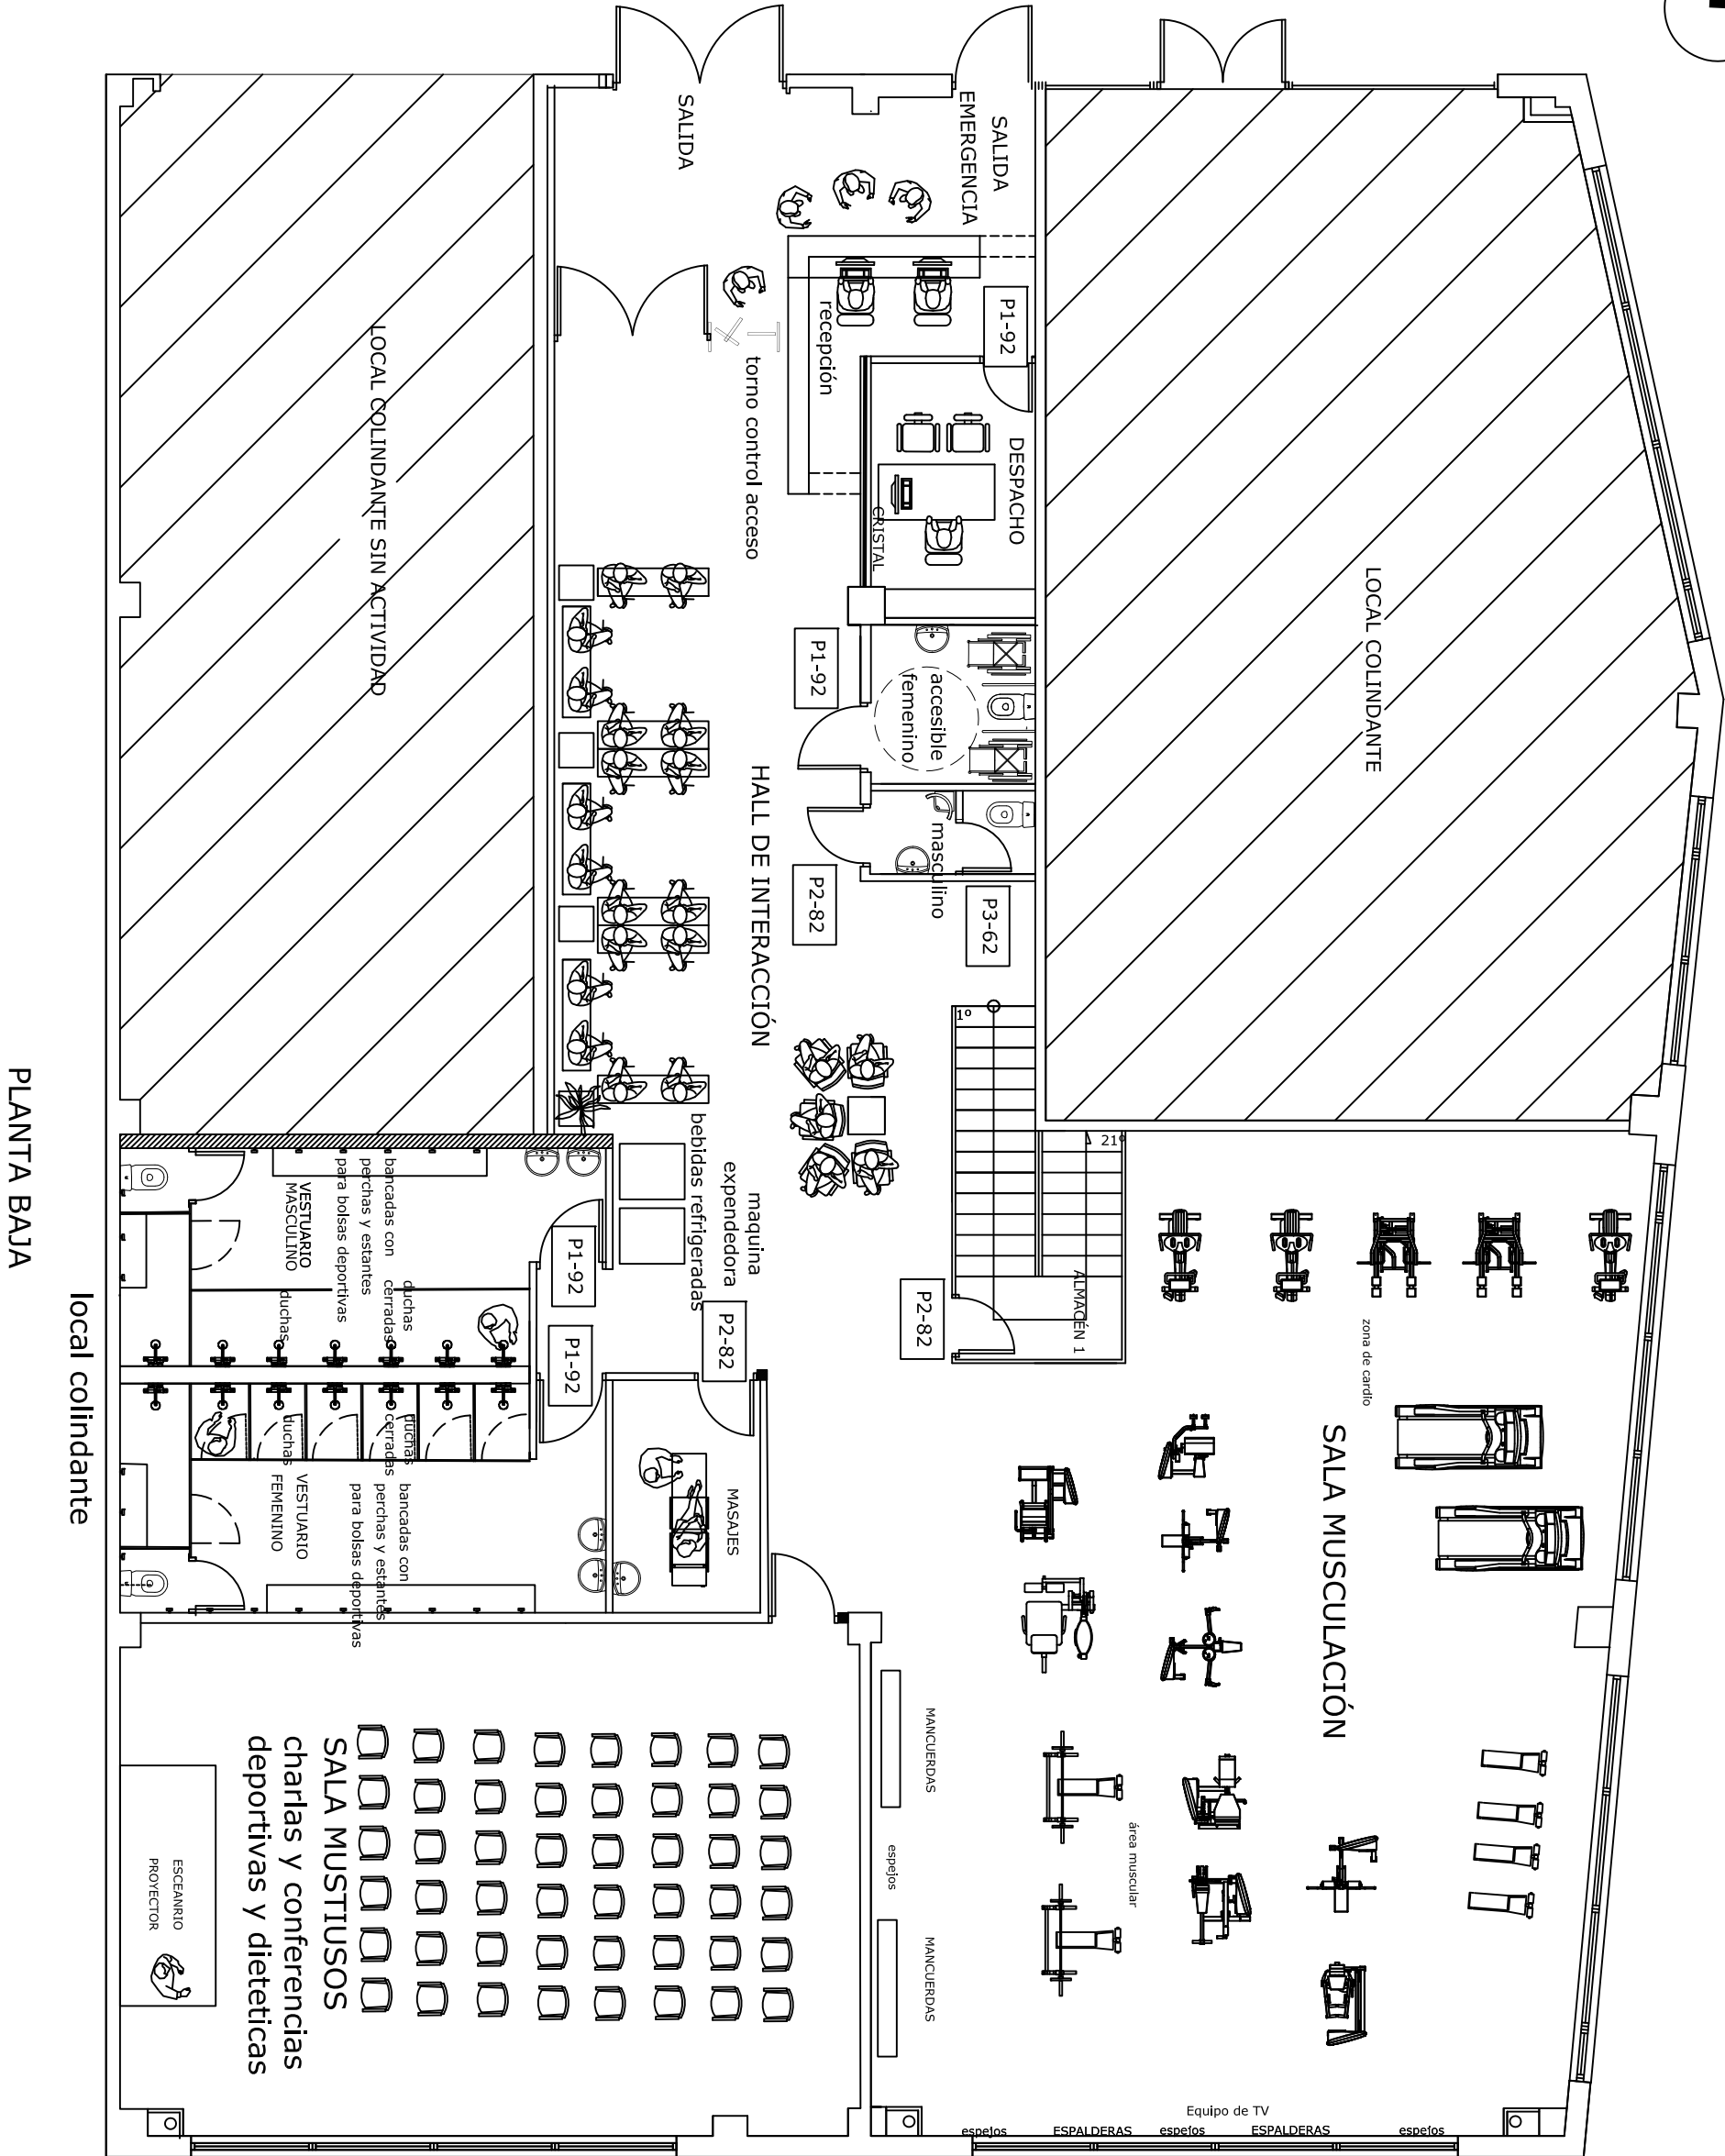 SALIDA
SALIDA
EMERGENCIA
P1-92
recepción
torno control acceso
DESPACHO
CRISTAL
LOCAL COLINDANTE SIN ACTIVIDAD
LOCAL COLINDANTE
P1-92
accesible
femenino
masculino
P2-82
P3-62
HALL DE INTERACCIÓN
1º
21º
ALMACÉN 1
P2-82
maquina
expendedora
bebidas refrigeradas
P1-92
P1-92
P2-82
VESTUARIO
MASCULINO
bancadas con
perchas y estantes
para bolsas deportivas
duchas
cerradas
duchas
duchas
cerradas
duchas
VESTUARIO
FEMENINO
bancadas con
perchas y estantes
para bolsas deportivas
MASAJES
zona de cardio
SALA MUSCULACIÓN
área muscular
MANCUERDAS
espejos
MANCUERDAS
SALA MUSTIUSOS
charlas y conferencias
deportivas y dieteticas
ESCEANRIO
PROYECTOR
Equipo de TV
espejos
ESPALDERAS
espejos
ESPALDERAS
espejos
local colindante
PLANTA BAJA